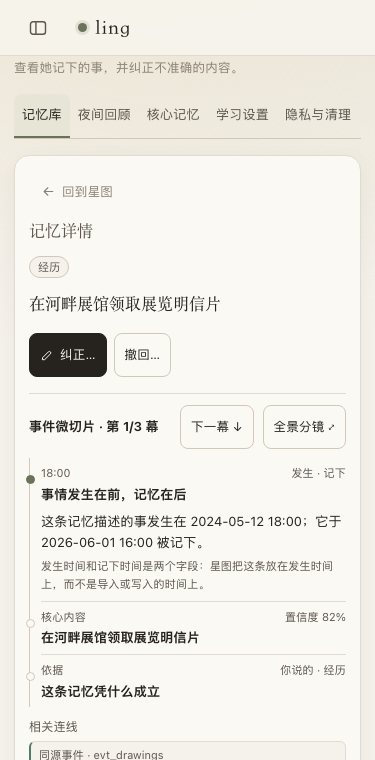 ling
查看她记下的事，并纠正不准确的内容。
记忆库 夜间回顾 核心记忆 学习设置 隐私与清理
← 回到星图
记忆详情
经历
在河畔展馆领取展览明信片
纠正… 撤回…
事件微切片 · 第 1/3 幕 下一幕 ↓ 全景分镜 ⤢
18:00 发生 · 记下
事情发生在前，记忆在后
这条记忆描述的事发生在 2024-05-12 18:00；它于
2026-06-01 16:00 被记下。
发生时间和记下时间是两个字段：星图把这条放在发生时间
上，而不是导入或写入的时间上。
核心内容 置信度 82%
在河畔展馆领取展览明信片
依据 你说的 · 经历
这条记忆凭什么成立
相关连线
同源事件 · evt_drawings